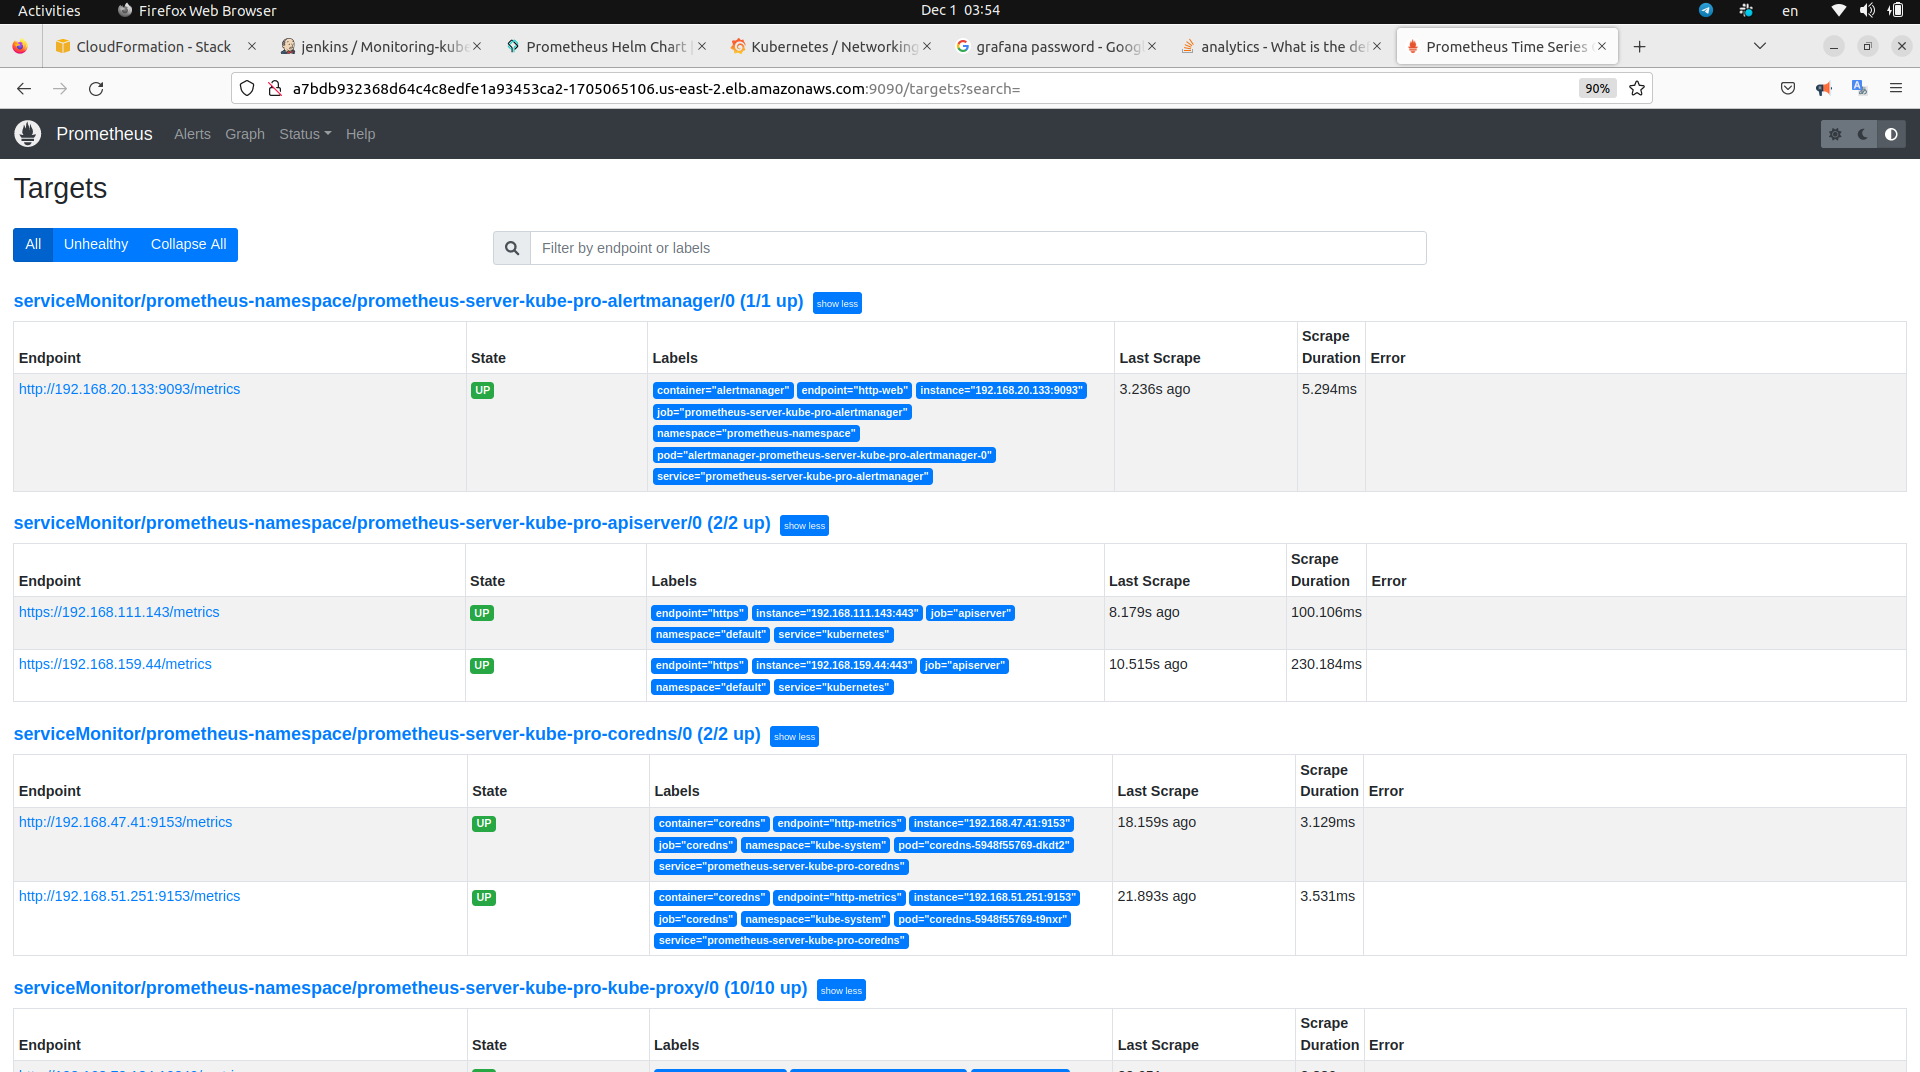 Activities Firefox Web Browser Dec 1 03:54 en
CloudFormation - Stack jenkins / Monitoring-kube Prometheus Helm Chart | Kubernetes / Networking grafana password - Goog analytics - What is the de Prometheus Time Series
a7bdb932368d64c4c8edfe1a93453ca2-1705065106.us-east-2.elb.amazonaws.com:9090/targets?search= 90%
Prometheus Alerts Graph Status Help
Targets
All Unhealthy Collapse All Filter by endpoint or labels
serviceMonitor/prometheus-namespace/prometheus-server-kube-pro-alertmanager/0 (1/1 up) show less
Endpoint State Labels Last Scrape Scrape Duration Error
http://192.168.20.133:9093/metrics UP container="alertmanager" endpoint="http-web" instance="192.168.20.133:9093" 3.236s ago 5.294ms
job="prometheus-server-kube-pro-alertmanager"
namespace="prometheus-namespace"
pod="alertmanager-prometheus-server-kube-pro-alertmanager-0"
service="prometheus-server-kube-pro-alertmanager"
serviceMonitor/prometheus-namespace/prometheus-server-kube-pro-apiserver/0 (2/2 up) show less
Endpoint State Labels Last Scrape Scrape Duration Error
https://192.168.111.143/metrics UP endpoint="https" instance="192.168.111.143:443" job="apiserver" 8.179s ago 100.106ms
namespace="default" service="kubernetes"
https://192.168.159.44/metrics UP endpoint="https" instance="192.168.159.44:443" job="apiserver" 10.515s ago 230.184ms
namespace="default" service="kubernetes"
serviceMonitor/prometheus-namespace/prometheus-server-kube-pro-coredns/0 (2/2 up) show less
Endpoint State Labels Last Scrape Scrape Duration Error
http://192.168.47.41:9153/metrics UP container="coredns" endpoint="http-metrics" instance="192.168.47.41:9153" 18.159s ago 3.129ms
job="coredns" namespace="kube-system" pod="coredns-5948f55769-dkdt2"
service="prometheus-server-kube-pro-coredns"
http://192.168.51.251:9153/metrics UP container="coredns" endpoint="http-metrics" instance="192.168.51.251:9153" 21.893s ago 3.531ms
job="coredns" namespace="kube-system" pod="coredns-5948f55769-t9nxr"
service="prometheus-server-kube-pro-coredns"
serviceMonitor/prometheus-namespace/prometheus-server-kube-pro-kube-proxy/0 (10/10 up) show less
Endpoint State Labels Last Scrape Scrape Duration Error